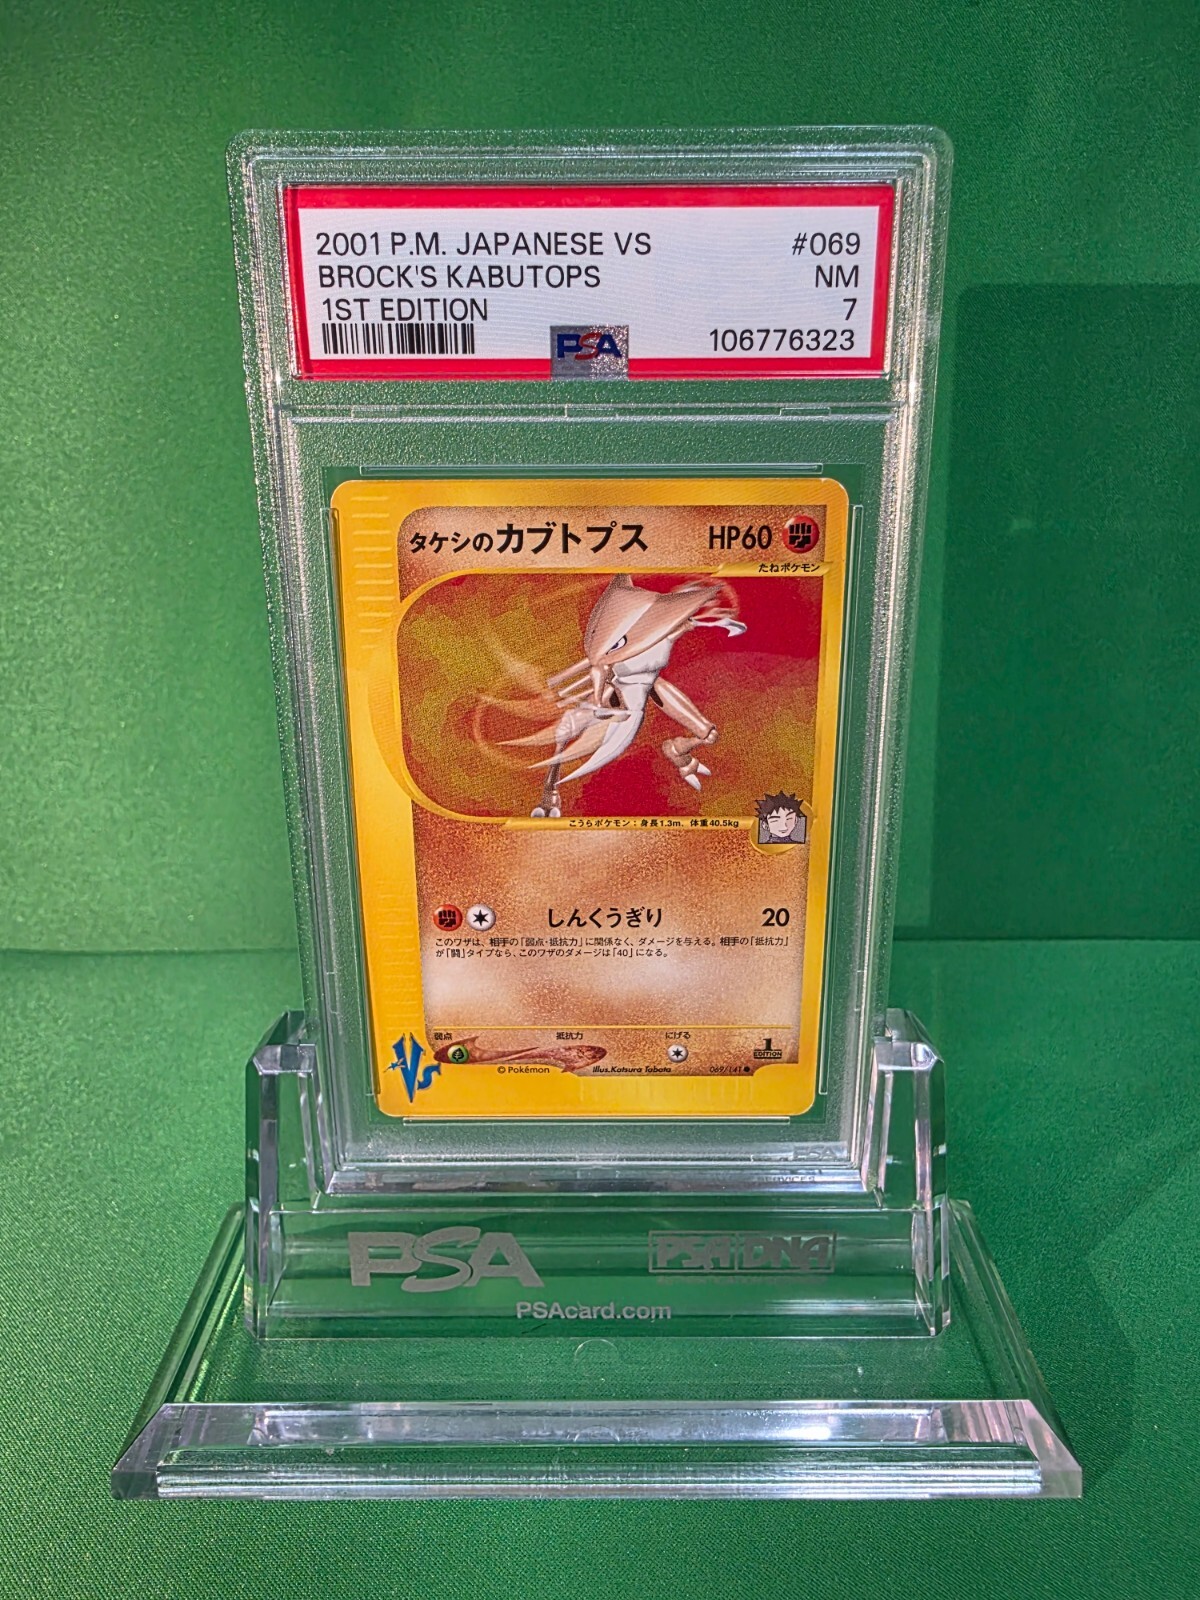 2001 P.M. JAPANESE VS #069
BROCK'S KABUTOPS NM
1ST EDITION 7
PSA 106776323
タケシのカブトプス HP60
たねポケモン
こうらポケモン:身長1.3m、体重40.5kg
しんくうぎり 20
このワザは、相手の「弱点・抵抗力」に関係なく、ダメージを与える。相手の「抵抗力」
が「闘」タイプなら、このワザのダメージは「40」になる。
弱点 抵抗力 にげる
1 EDITION
VS
©Pokémon Illus.Katsura Tabata 069/141●
PSA PSA DNA
PSAcard.com